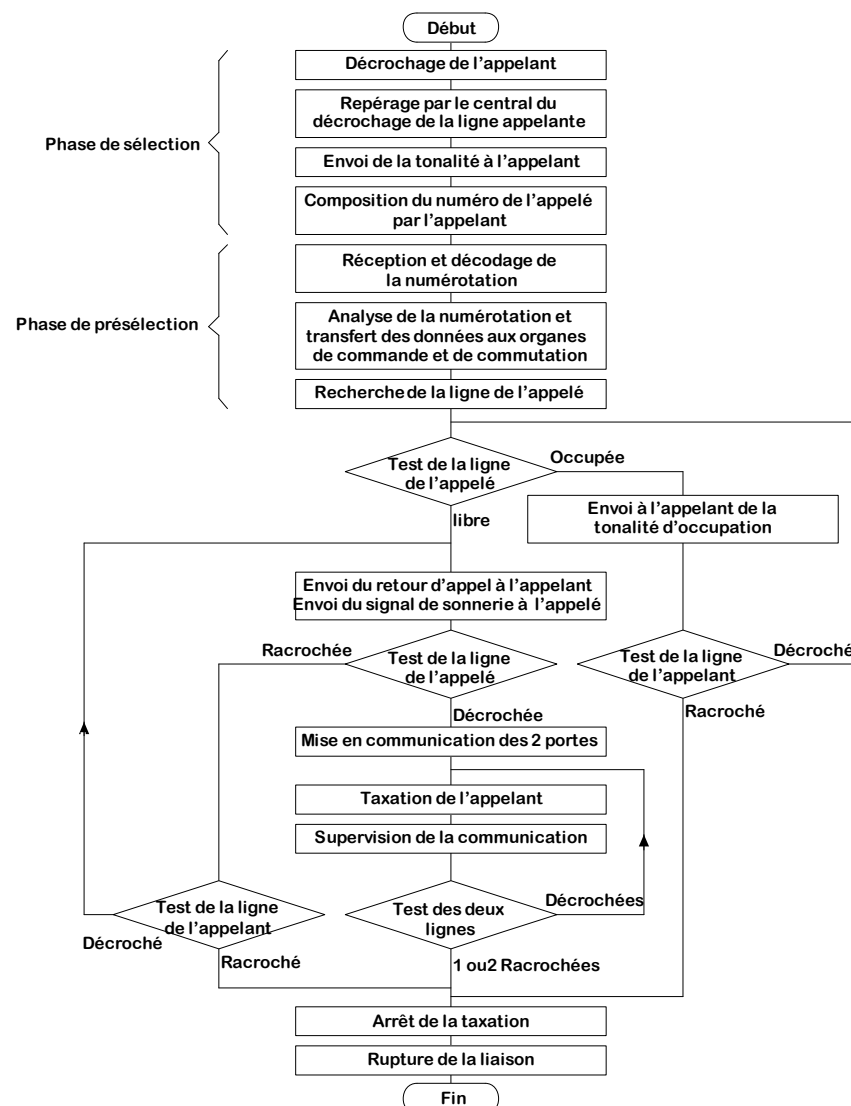 Début
Décrochage de l'appelant
Repérage par le central du
décrochage de la ligne appelante
Phase de sélection
Envoi de la tonalité à l'appelant
Composition du numéro de l'appelé
par l'appelant
Réception et décodage de
la numérotation
Phase de présélection
Analyse de la numérotation et
transfert des données aux organes
de commande et de commutation
Recherche de la ligne de l'appelé
Test de la ligne
de l'appelé
Occupée
libre
Envoi à l'appelant de la
tonalité d'occupation
Envoi du retour d'appel à l'appelant
Envoi du signal de sonnerie à l'appelé
Racrochée
Test de la ligne
de l'appelé
Test de la ligne
de l'appelant
Décroché
Décrochée
Racroché
Mise en communication des 2 portes
Taxation de l'appelant
Supervision de la communication
Test de la ligne
de l'appelant
Test des deux
lignes
Décrochées
Décroché
Racroché
1 ou2 Racrochées
Arrêt de la taxation
Rupture de la liaison
Fin